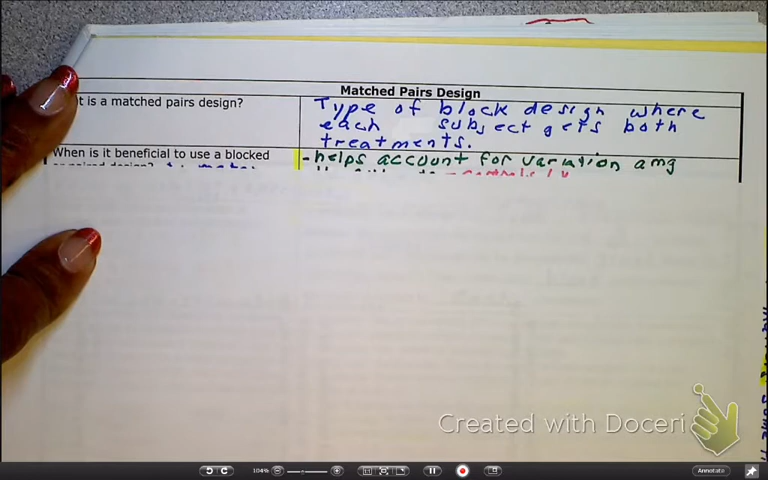 Matched Pairs Design
t is a matched pairs design?
Type of block design where
each subject gets both
treatments.
When is it beneficial to use a blocked
- helps account for variation amg
Created with Doceri
104%
Annotate